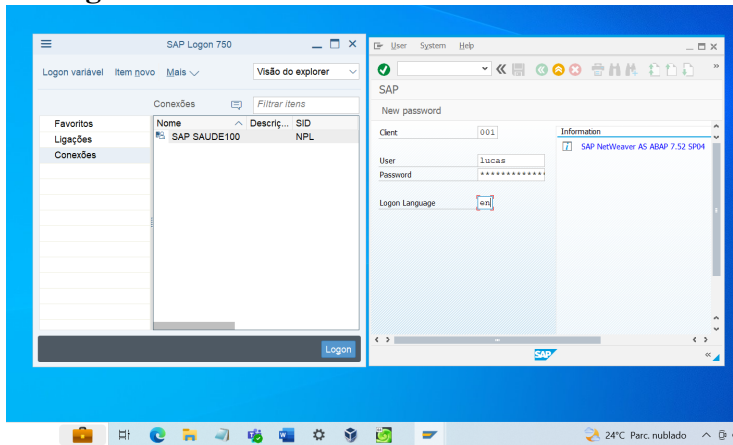 SAP Logon 750
Logon variável Item novo Mais Visão do explorer
Conexões Filtrar itens
Favoritos
Ligações
Conexões
Nome Descriç... SID
SAP SAUDE100 NPL
Logon
User System Help
SAP
New password
Client 001
User lucas
Password *************
Logon Language en
Information
SAP NetWeaver AS ABAP 7.52 SP04
SAP
24°C Parc. nublado